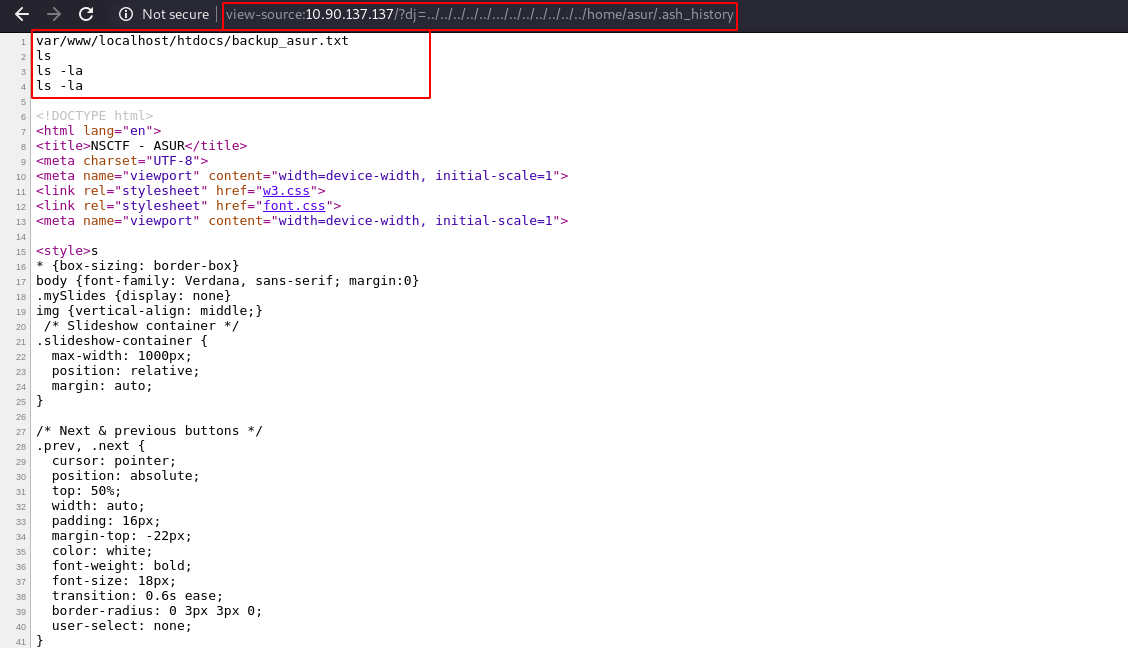 Not secure | view-source:10.90.137.137/?dj=../../../../../.../../../../../../../home/asur/.ash_history
1 var/www/localhost/htdocs/backup_asur.txt
2 ls
3 ls -la
4 ls -la
5
6 <!DOCTYPE html>
7 <html lang="en">
8 <title>NSCTF - ASUR</title>
9 <meta charset="UTF-8">
10 <meta name="viewport" content="width=device-width, initial-scale=1">
11 <link rel="stylesheet" href="w3.css">
12 <link rel="stylesheet" href="font.css">
13 <meta name="viewport" content="width=device-width, initial-scale=1">
14
15 <style>s
16 * {box-sizing: border-box}
17 body {font-family: Verdana, sans-serif; margin:0}
18 .mySlides {display: none}
19 img {vertical-align: middle;}
20  /* Slideshow container */
21 .slideshow-container {
22   max-width: 1000px;
23   position: relative;
24   margin: auto;
25 }
26
27 /* Next & previous buttons */
28 .prev, .next {
29   cursor: pointer;
30   position: absolute;
31   top: 50%;
32   width: auto;
33   padding: 16px;
34   margin-top: -22px;
35   color: white;
36   font-weight: bold;
37   font-size: 18px;
38   transition: 0.6s ease;
39   border-radius: 0 3px 3px 0;
40   user-select: none;
41 }